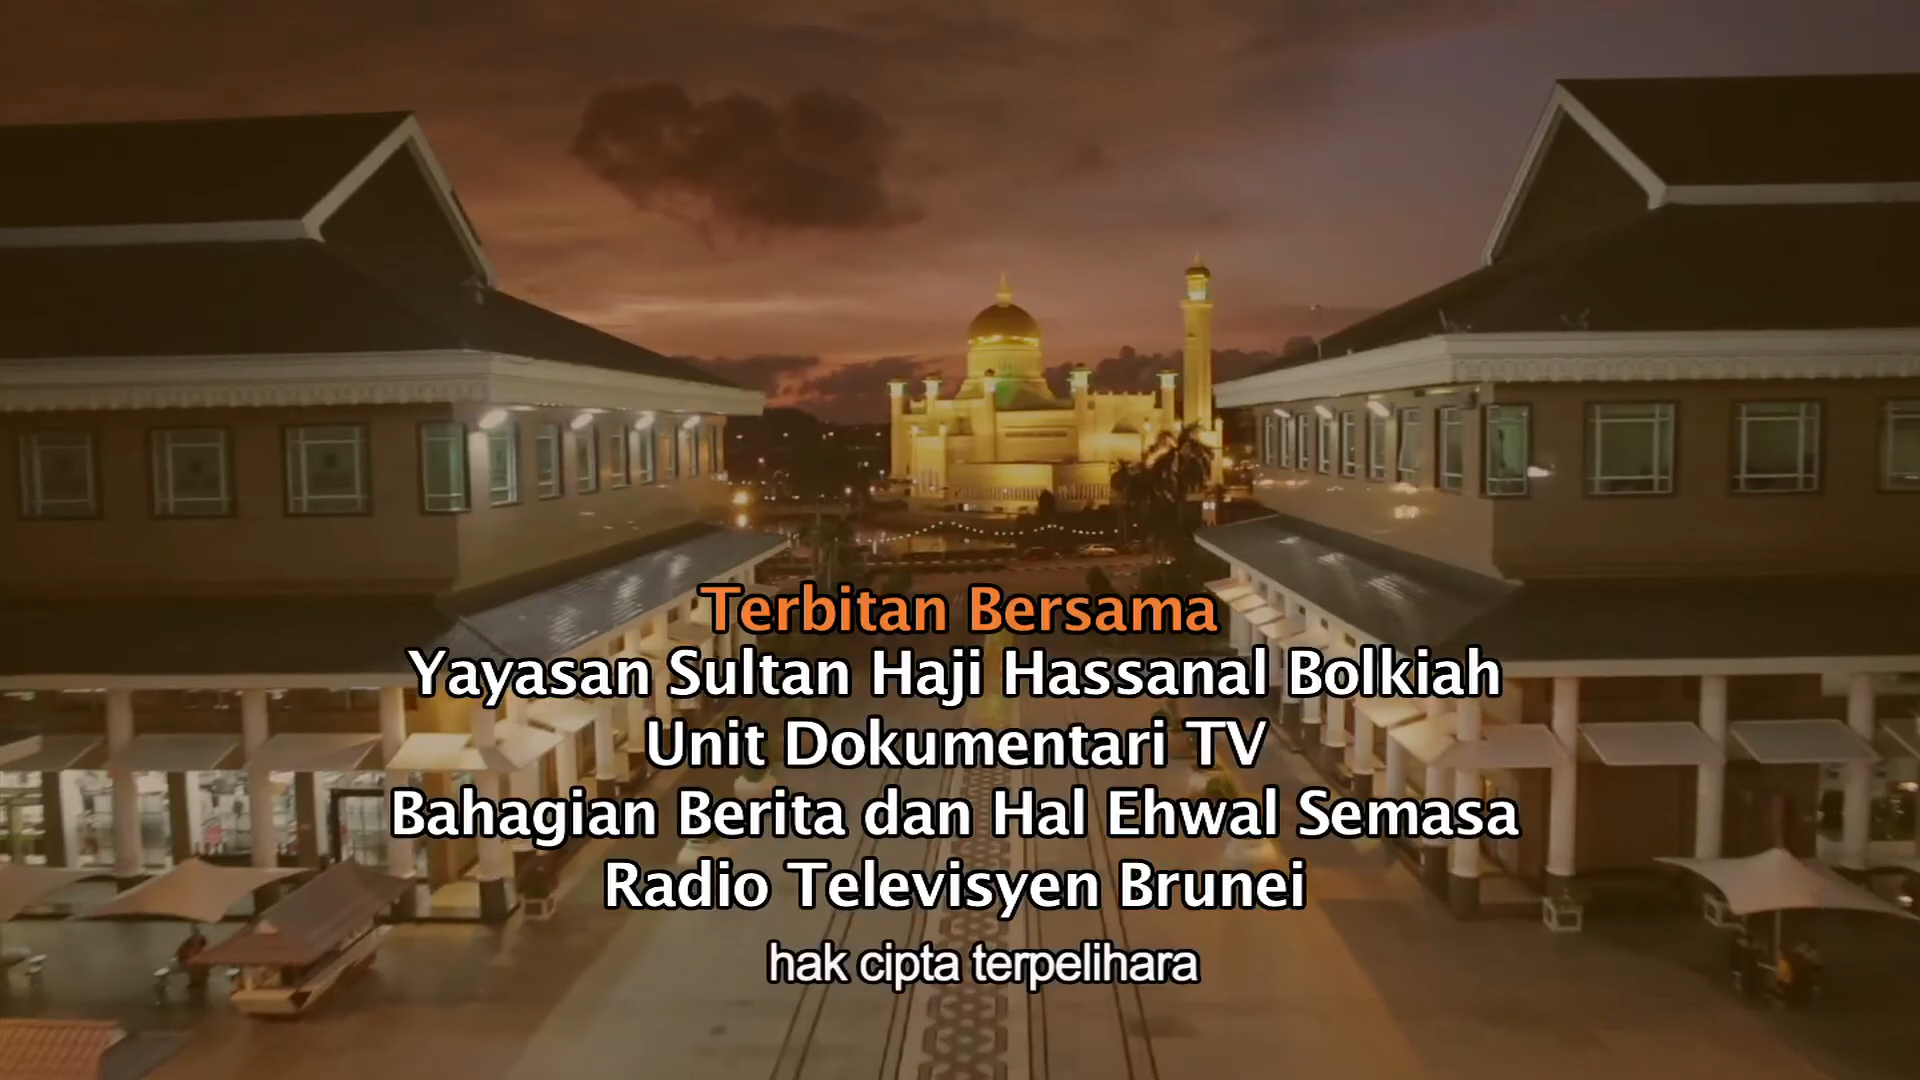 Terbitan Bersama
Yayasan Sultan Haji Hassanal Bolkiah
Unit Dokumentari TV
Bahagian Berita dan Hal Ehwal Semasa
Radio Televisyen Brunei
hak cipta terpelihara